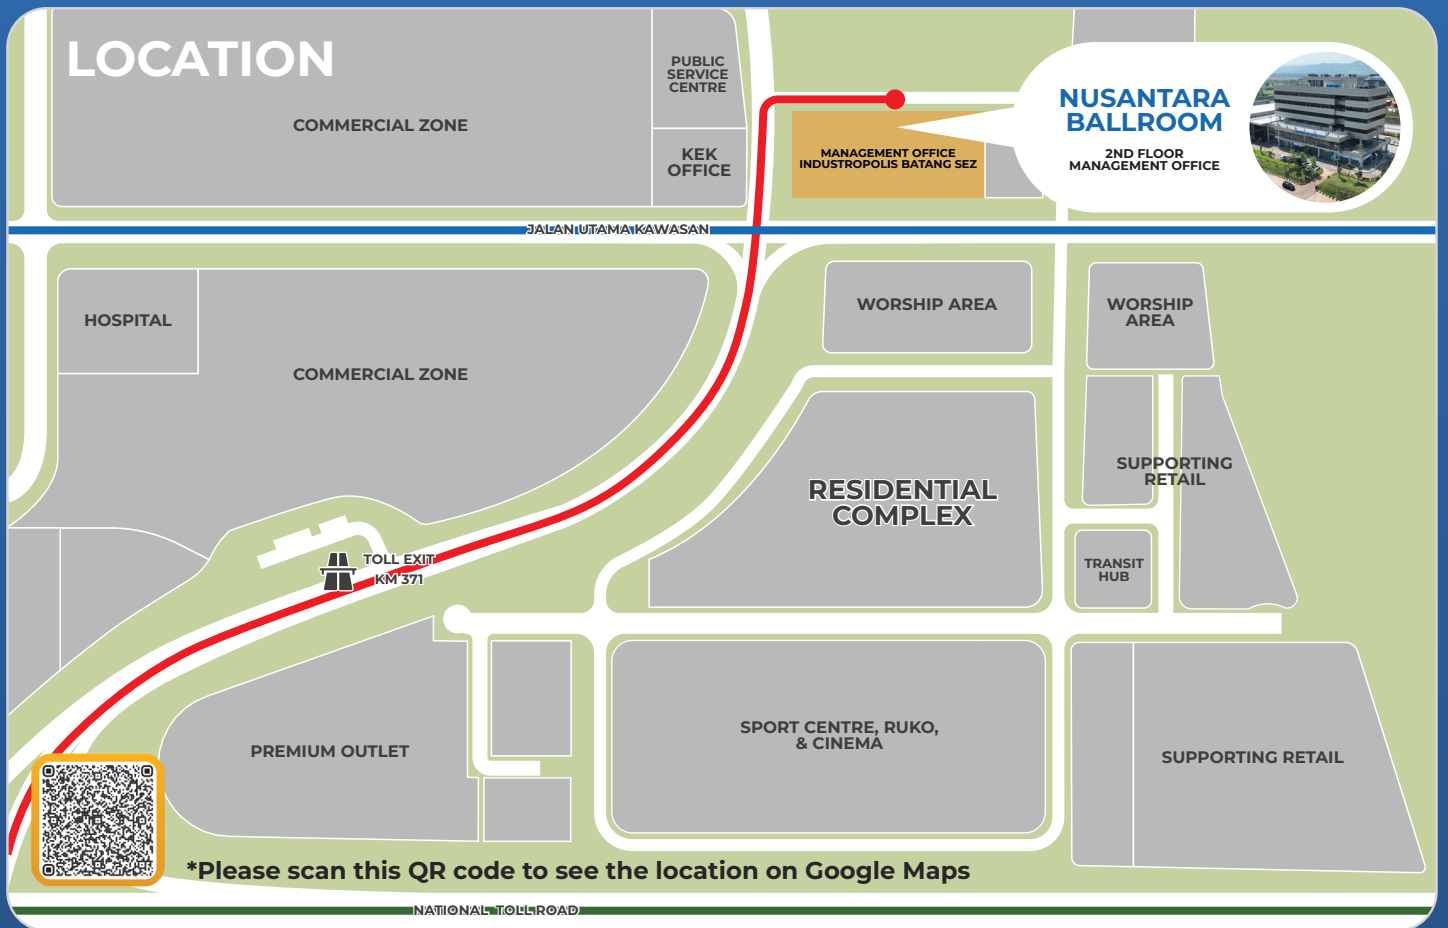 LOCATION
COMMERCIAL ZONE
PUBLIC
SERVICE
CENTRE
KEK
OFFICE
MANAGEMENT OFFICE
INDUSTROPOLIS BATANG SEZ
NUSANTARA
BALLROOM
2ND FLOOR
MANAGEMENT OFFICE
JALAN UTAMA KAWASAN
HOSPITAL
COMMERCIAL ZONE
WORSHIP AREA
WORSHIP
AREA
RESIDENTIAL
COMPLEX
SUPPORTING
RETAIL
TOLL EXIT
KM 371
TRANSIT
HUB
PREMIUM OUTLET
SPORT CENTRE, RUKO,
& CINEMA
SUPPORTING RETAIL
*Please scan this QR code to see the location on Google Maps
NATIONAL TOLL ROAD